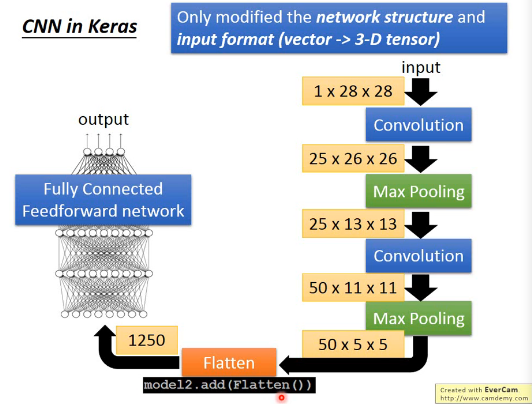 CNN in Keras
Only modified the network structure and
input format (vector -> 3-D tensor)
input
1 x 28 x 28
Convolution
25 x 26 x 26
Max Pooling
25 x 13 x 13
Convolution
50 x 11 x 11
Max Pooling
50 x 5 x 5
Flatten
model2.add(Flatten())
1250
Fully Connected
Feedforward network
output
Created with EverCam
http://www.camdemy.com